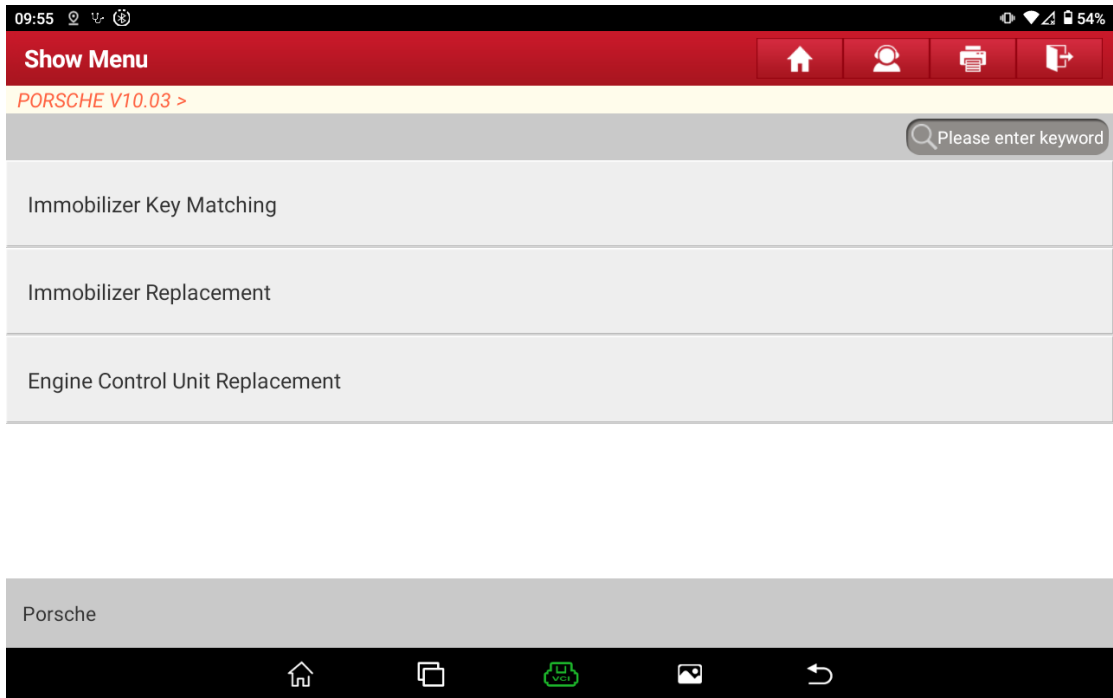 09:55 54%
Show Menu
PORSCHE V10.03 >
Please enter keyword
Immobilizer Key Matching
Immobilizer Replacement
Engine Control Unit Replacement
Porsche
VCI